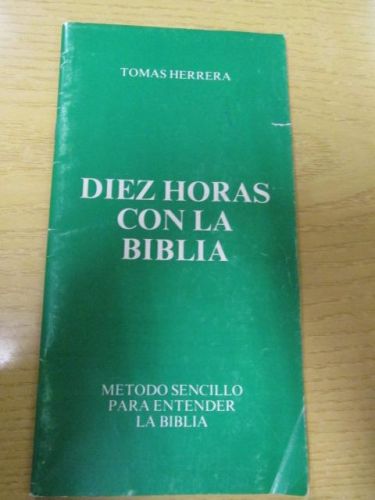 TOMAS HERRERA
DIEZ HORAS
CON LA
BIBLIA
METODO SENCILLO
PARA ENTENDER
LA BIBLIA